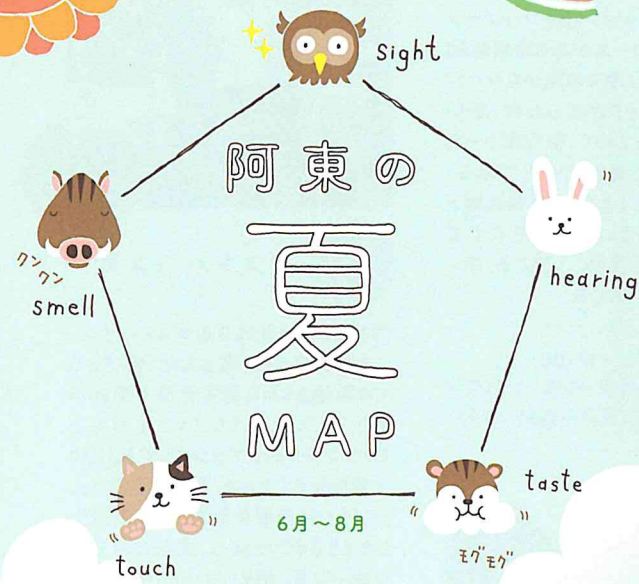 sight
阿東の
夏
MAP
クンクン
smell
hearing
6月～8月
taste
モグモグ
touch